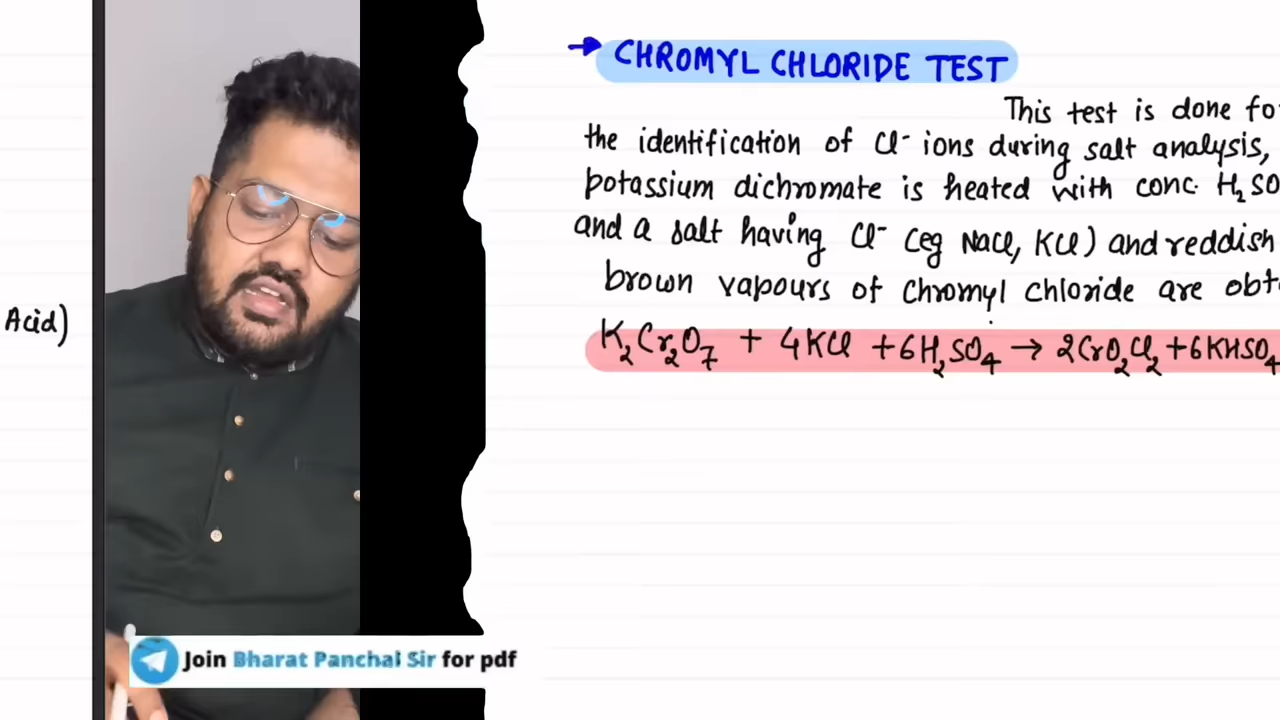 → CHROMYL CHLORIDE TEST
This test is done fo
the identification of Cl⁻ ions during salt analysis,
potassium dichromate is heated with conc. H₂SO
and a salt having Cl⁻ (eg NaCl, KCl) and reddish
brown vapours of chromyl chloride are obt
Acid)
K₂Cr₂O₇ + 4KCl + 6H₂SO₄ → 2CrO₂Cl₂ + 6KHSO₄
Join Bharat Panchal Sir for pdf